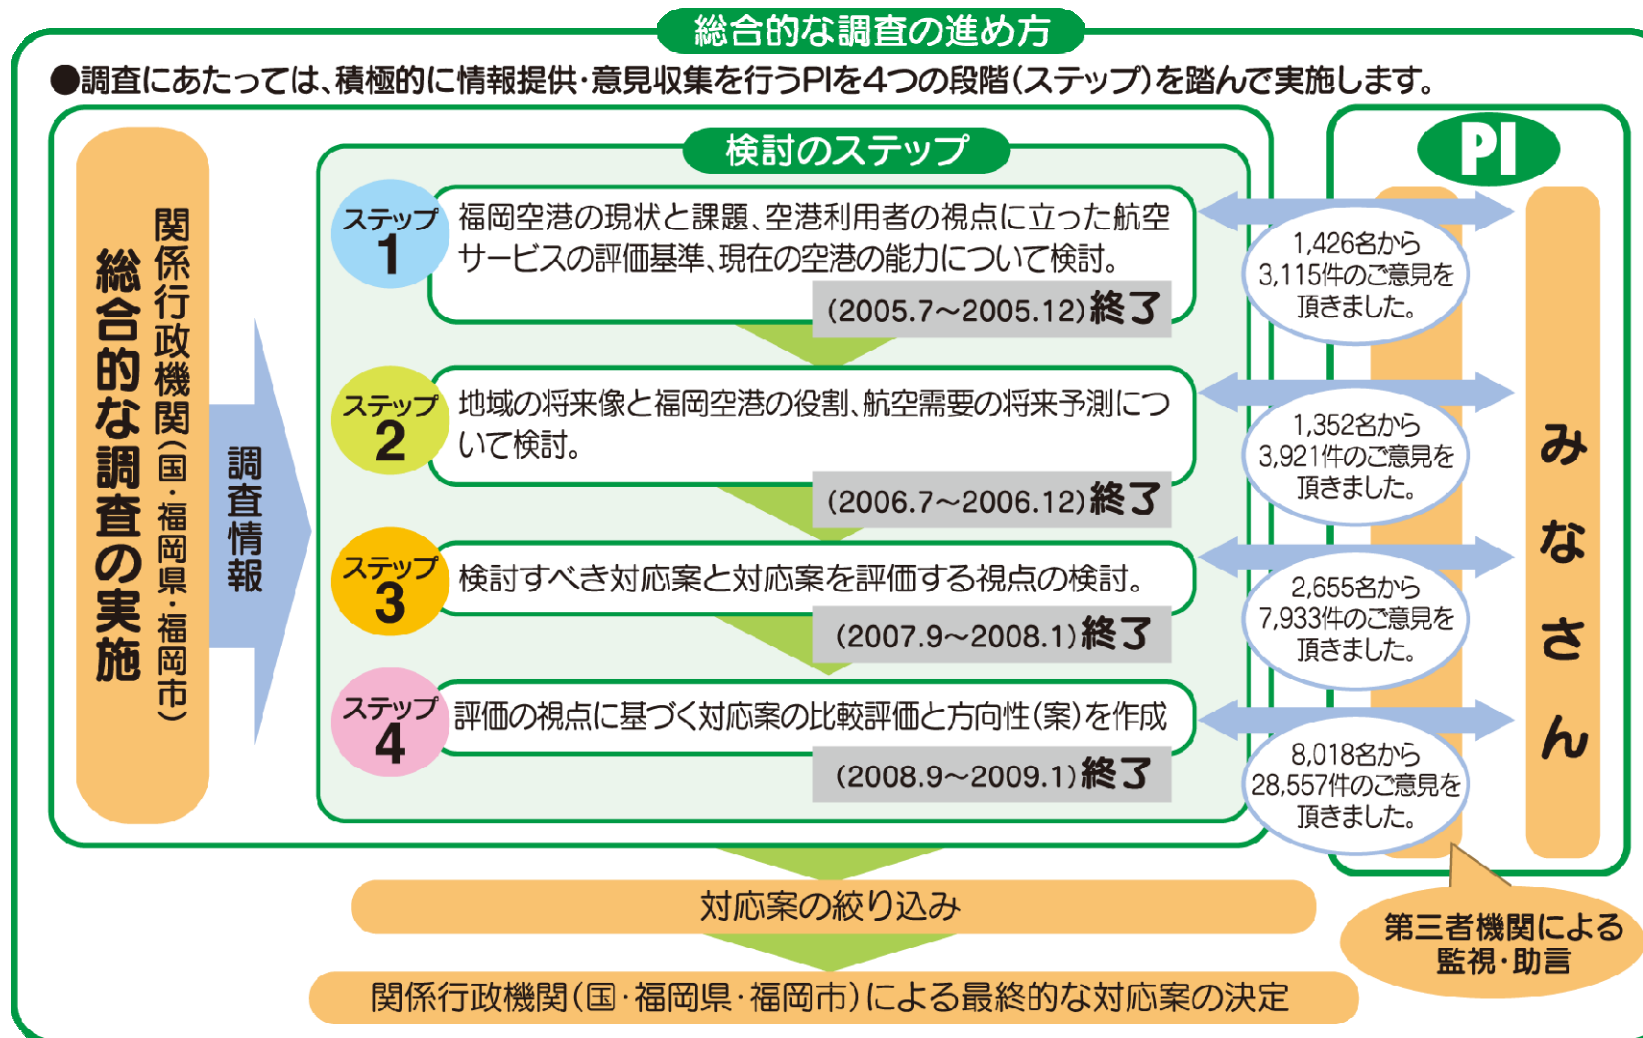 総合的な調査の進め方
●調査にあたっては、積極的に情報提供・意見収集を行うPIを4つの段階(ステップ)を踏んで実施します。
関係行政機関(国・福岡県・福岡市)
総合的な調査の実施
調査情報
検討のステップ
ステップ
1
福岡空港の現状と課題、空港利用者の視点に立った航空
サービスの評価基準、現在の空港の能力について検討。
(2005.7～2005.12)終了
ステップ
2
地域の将来像と福岡空港の役割、航空需要の将来予測につ
いて検討。
(2006.7～2006.12)終了
ステップ
3
検討すべき対応案と対応案を評価する視点の検討。
(2007.9～2008.1)終了
ステップ
4
評価の視点に基づく対応案の比較評価と方向性(案)を作成
(2008.9～2009.1)終了
PI
1,426名から
3,115件のご意見を
頂きました。
1,352名から
3,921件のご意見を
頂きました。
2,655名から
7,933件のご意見を
頂きました。
8,018名から
28,557件のご意見を
頂きました。
みなさん
第三者機関による
監視・助言
対応案の絞り込み
関係行政機関(国・福岡県・福岡市)による最終的な対応案の決定